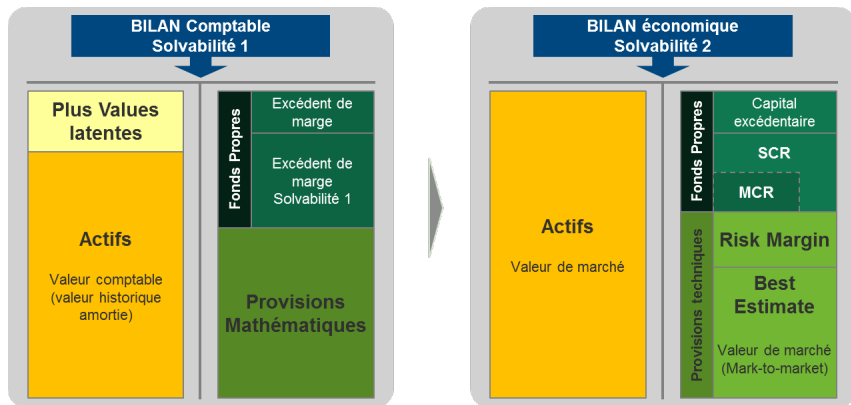 BILAN Comptable
Solvabilité 1
Plus Values
latentes
Actifs
Valeur comptable
(valeur historique
amortie)
Fonds Propres
Excédent de
marge
Excédent de
marge
Solvabilité 1
Provisions
Mathématiques
BILAN économique
Solvabilité 2
Actifs
Valeur de marché
Fonds Propres
Capital
excédentaire
SCR
MCR
Provisions techniques
Risk Margin
Best
Estimate
Valeur de marché
(Mark-to-market)